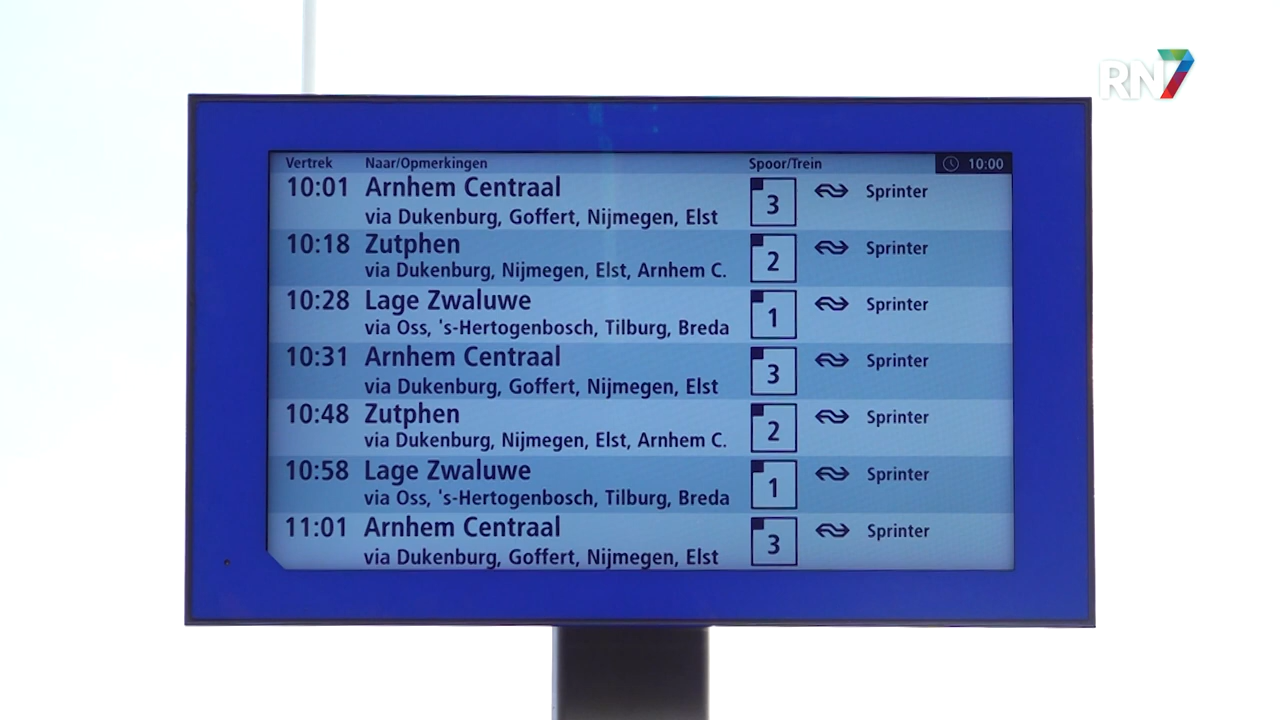 RN7
Vertrek Naar/Opmerkingen Spoor/Trein 10:00
10:01 Arnhem Centraal 3 Sprinter
via Dukenburg, Goffert, Nijmegen, Elst
10:18 Zutphen 2 Sprinter
via Dukenburg, Nijmegen, Elst, Arnhem C.
10:28 Lage Zwaluwe 1 Sprinter
via Oss, 's-Hertogenbosch, Tilburg, Breda
10:31 Arnhem Centraal 3 Sprinter
via Dukenburg, Goffert, Nijmegen, Elst
10:48 Zutphen 2 Sprinter
via Dukenburg, Nijmegen, Elst, Arnhem C.
10:58 Lage Zwaluwe 1 Sprinter
via Oss, 's-Hertogenbosch, Tilburg, Breda
11:01 Arnhem Centraal 3 Sprinter
via Dukenburg, Goffert, Nijmegen, Elst